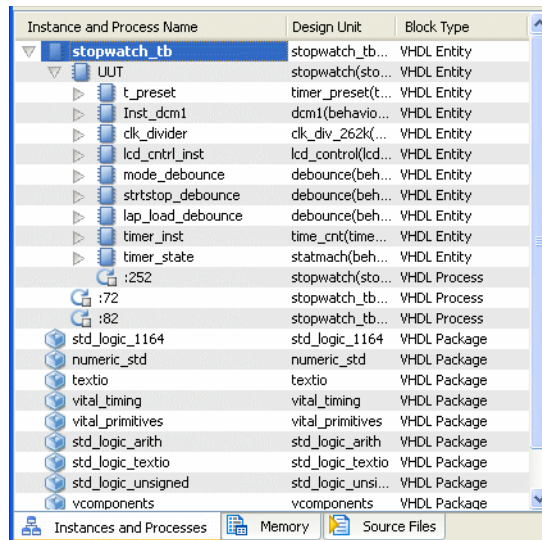 Instance and Process Name Design Unit Block Type
stopwatch_tb stopwatch_tb... VHDL Entity
UUT stopwatch(sto... VHDL Entity
t_preset timer_preset(t... VHDL Entity
Inst_dcm1 dcm1(behavio... VHDL Entity
clk_divider clk_div_262k(... VHDL Entity
lcd_cntrl_inst lcd_control(lcd... VHDL Entity
mode_debounce debounce(beh... VHDL Entity
strtstop_debounce debounce(beh... VHDL Entity
lap_load_debounce debounce(beh... VHDL Entity
timer_inst time_cnt(time... VHDL Entity
timer_state statmach(beh... VHDL Entity
:252 stopwatch(sto... VHDL Process
:72 stopwatch_tb... VHDL Process
:82 stopwatch_tb... VHDL Process
std_logic_1164 std_logic_1164 VHDL Package
numeric_std numeric_std VHDL Package
textio textio VHDL Package
vital_timing vital_timing VHDL Package
vital_primitives vital_primitives VHDL Package
std_logic_arith std_logic_arith VHDL Package
std_logic_textio std_logic_textio VHDL Package
std_logic_unsigned std_logic_unsi... VHDL Package
vcomponents vcomponents VHDL Package
Instances and Processes Memory Source Files